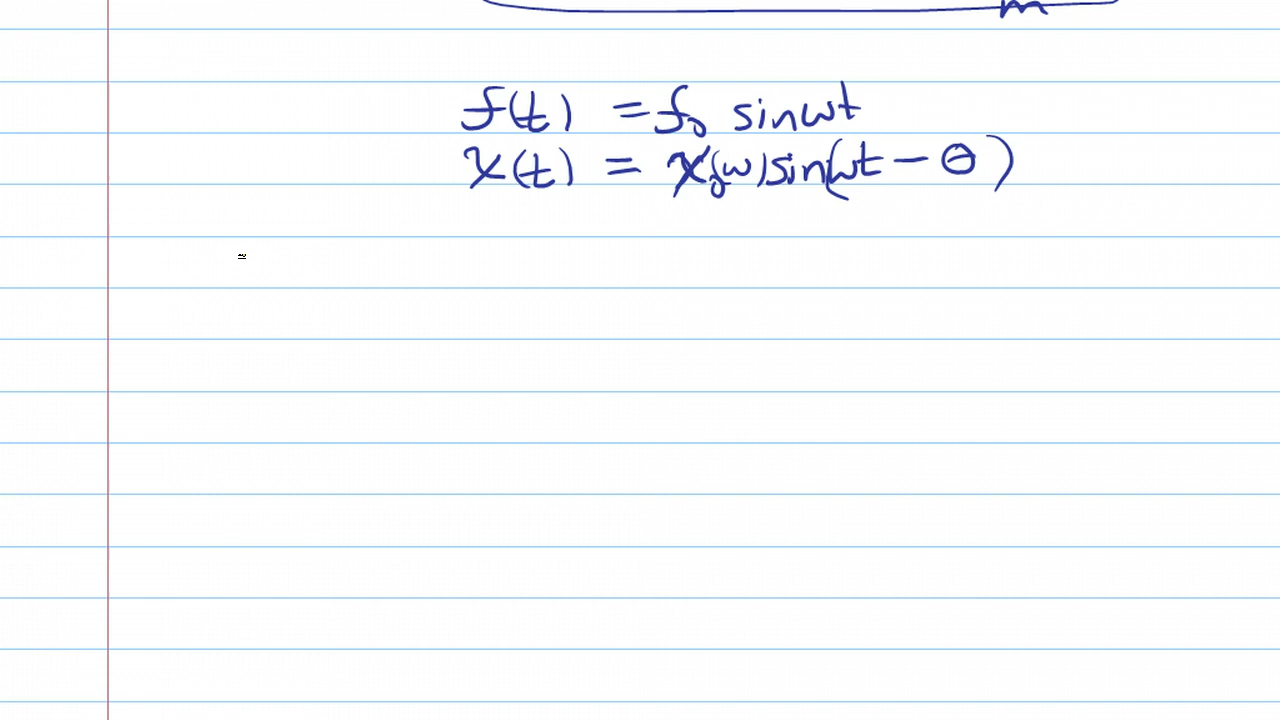 m
f(t) = f₀ sinωt
x(t) = x₀(ω) sin(ωt − θ)